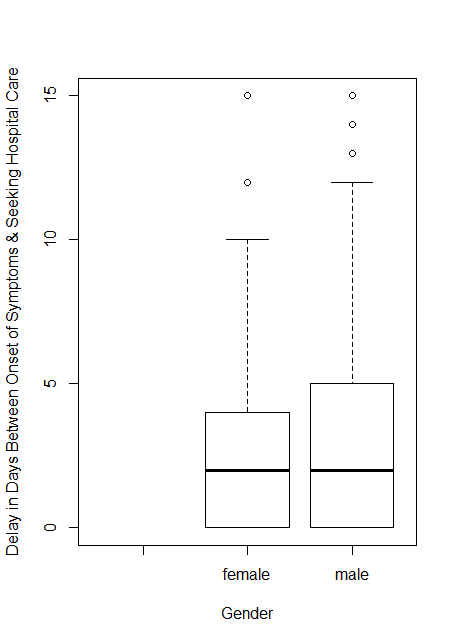 Delay in Days Between Onset of Symptoms & Seeking Hospital Care
15
10
5
0
female male
Gender